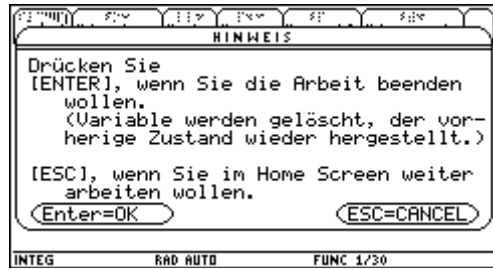 HINWEIS
Drücken Sie
[ENTER], wenn Sie die Arbeit beenden
wollen.
(Variable werden gelöscht, der vor-
herige Zustand wieder hergestellt.)
[ESC], wenn Sie im Home Screen weiter
arbeiten wollen.
Enter=OK ESC=CANCEL
INTEG RAD AUTO FUNC 1/30